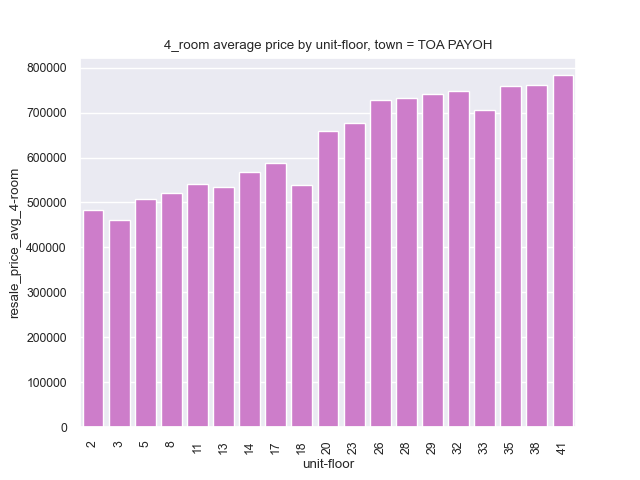 4_room average price by unit-floor, town = TOA PAYOH
resale_price_avg_4-room
800000
700000
600000
500000
400000
300000
200000
100000
0
2 3 5 8 11 13 14 17 18 20 23 26 28 29 32 33 35 38 41
unit-floor